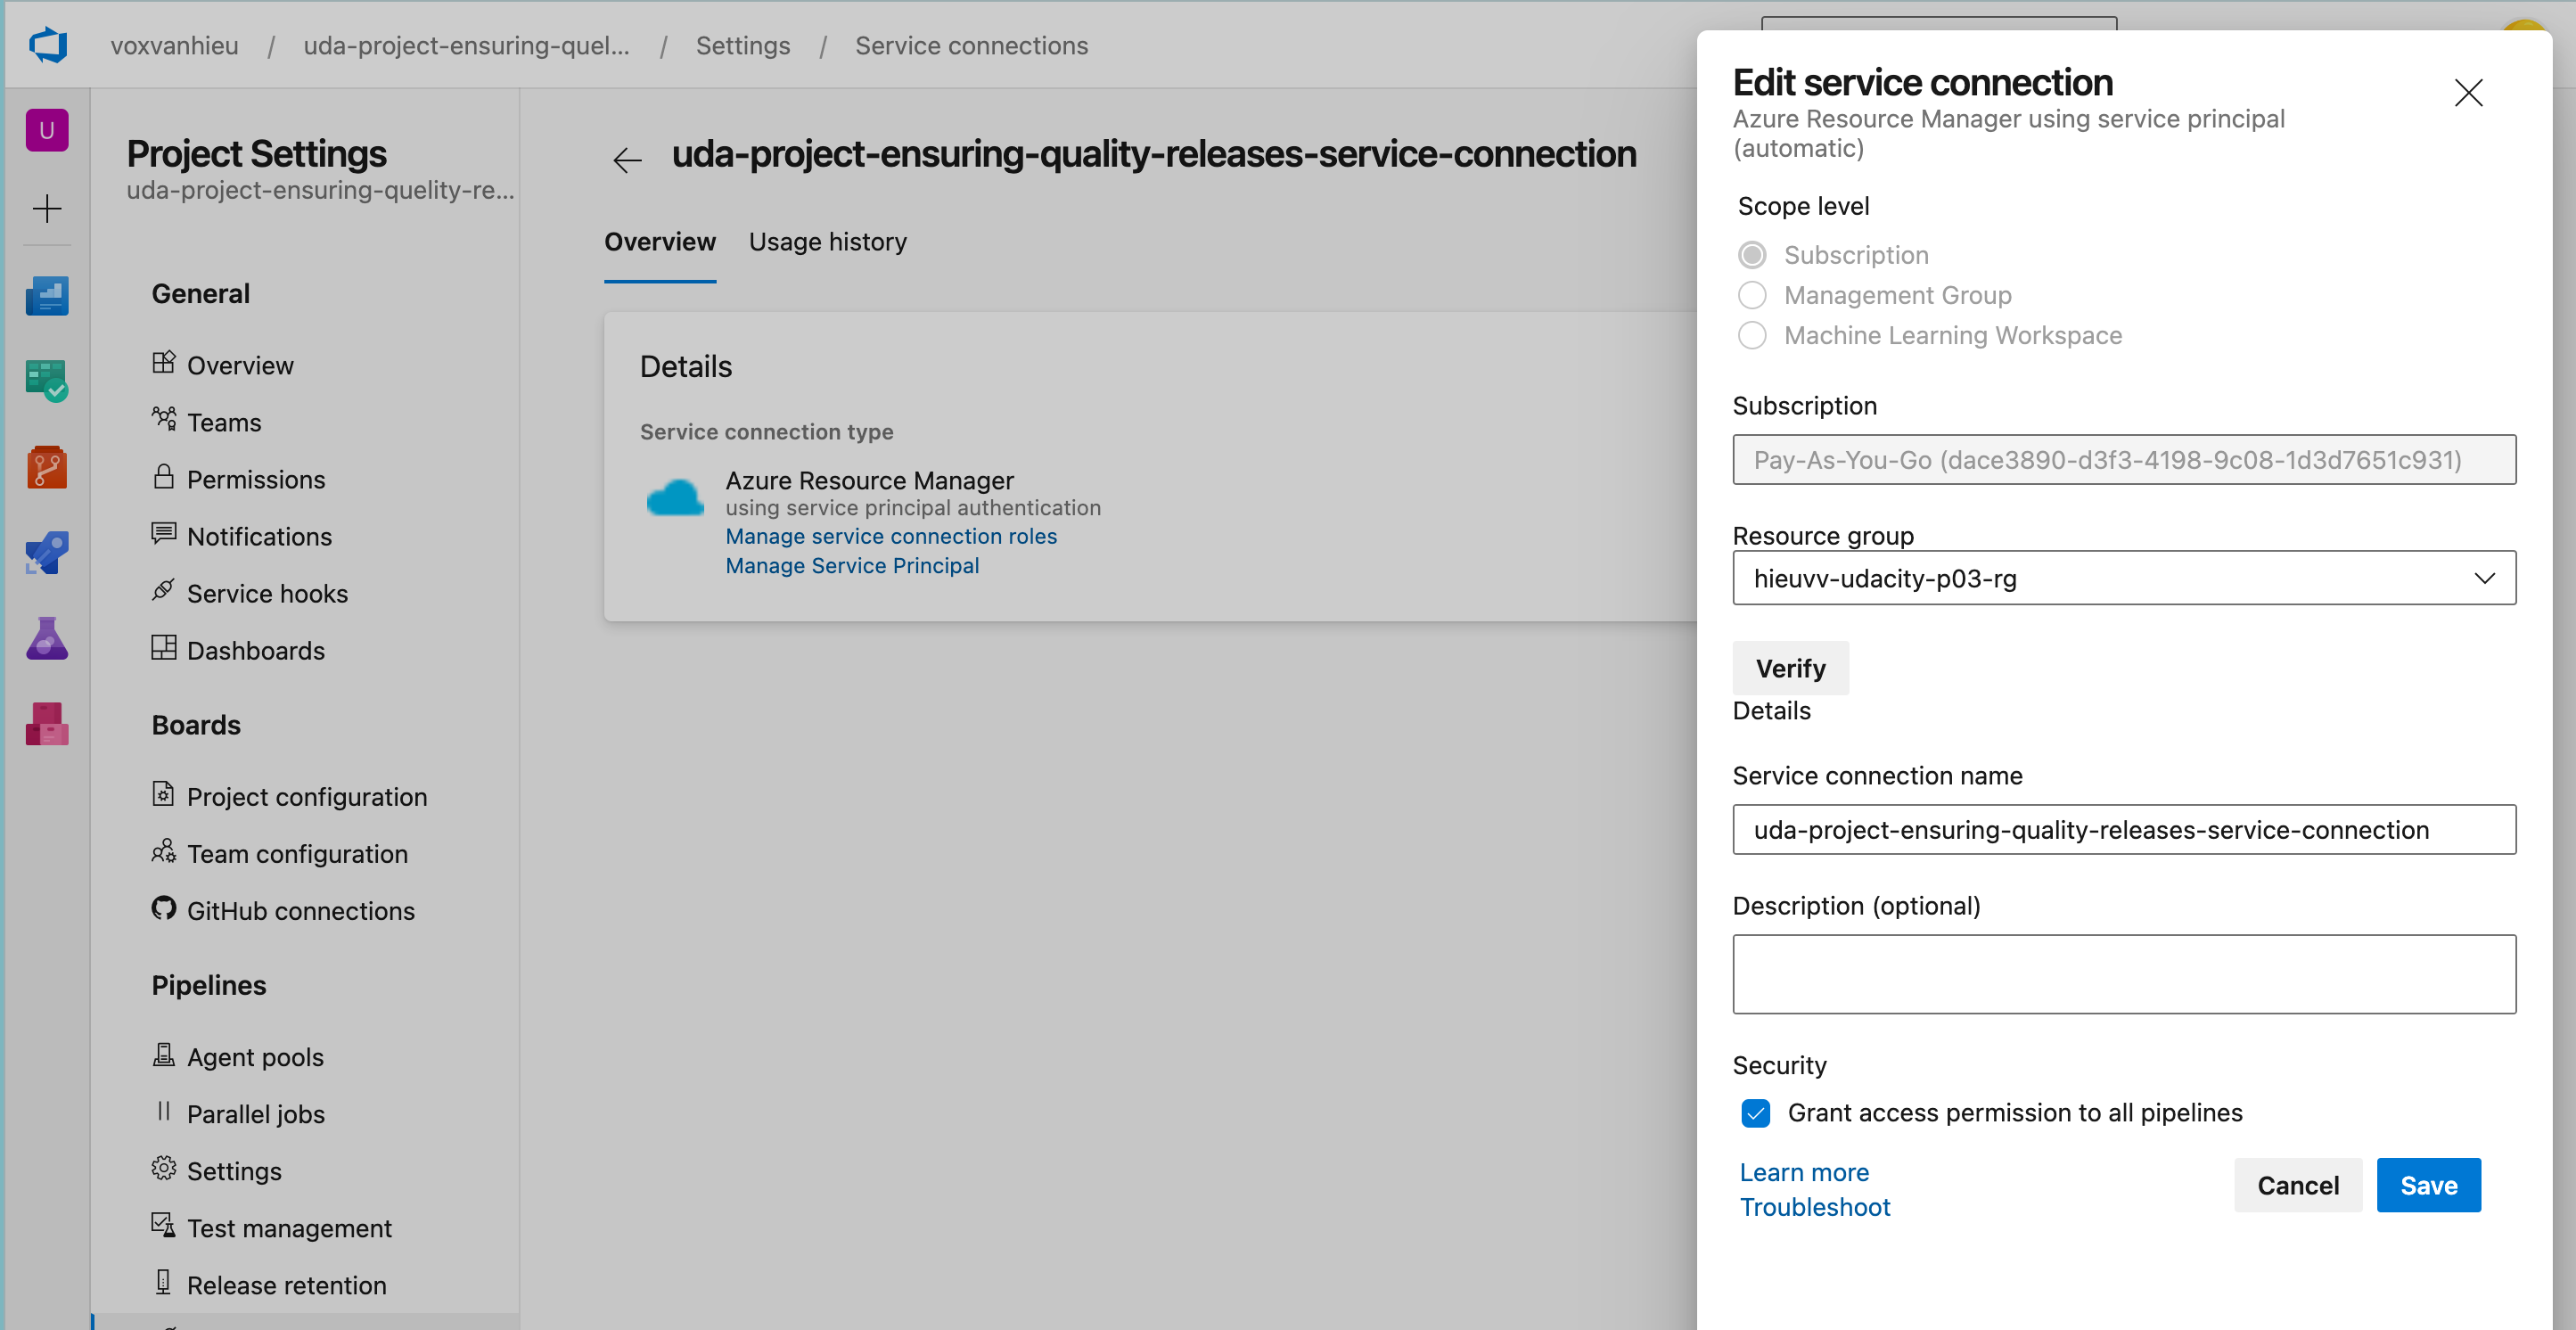 voxvanhieu / uda-project-ensuring-quel... / Settings / Service connections
U
Project Settings
uda-project-ensuring-quelity-re...
General
Overview
Teams
Permissions
Notifications
Service hooks
Dashboards
Boards
Project configuration
Team configuration
GitHub connections
Pipelines
Agent pools
Parallel jobs
Settings
Test management
Release retention
uda-project-ensuring-quality-releases-service-connection
Overview Usage history
Details
Service connection type
Azure Resource Manager
using service principal authentication
Manage service connection roles
Manage Service Principal
Edit service connection
Azure Resource Manager using service principal
(automatic)
Scope level
Subscription
Management Group
Machine Learning Workspace
Subscription
Pay-As-You-Go (dace3890-d3f3-4198-9c08-1d3d7651c931)
Resource group
hieuvv-udacity-p03-rg
Verify
Details
Service connection name
uda-project-ensuring-quality-releases-service-connection
Description (optional)
Security
Grant access permission to all pipelines
Learn more
Troubleshoot
Cancel Save